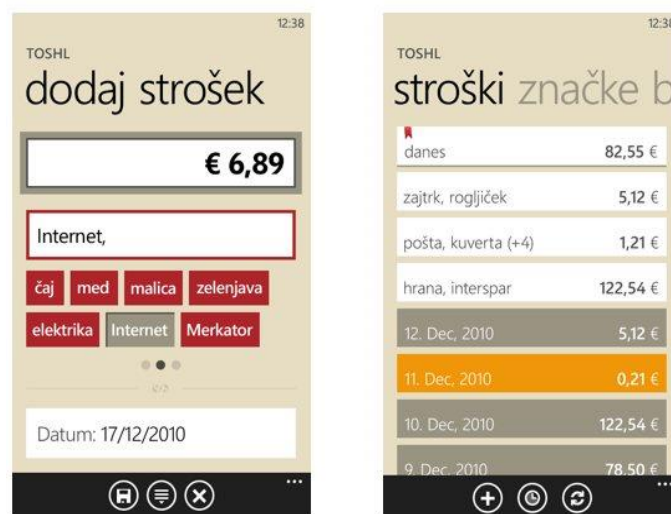 12:38
TOSHL
dodaj strošek
€ 6,89
Internet,
čaj med malica zelenjava
elektrika Internet Merkator
Datum: 17/12/2010
12:38
TOSHL
stroški značke b
danes 82,55 €
zajtrk, rogljiček 5,12 €
pošta, kuverta (+4) 1,21 €
hrana, interspar 122,54 €
12. Dec, 2010 5,12 €
11. Dec, 2010 0,21 €
10. Dec, 2010 122,54 €
9. Dec, 2010 78,50 €